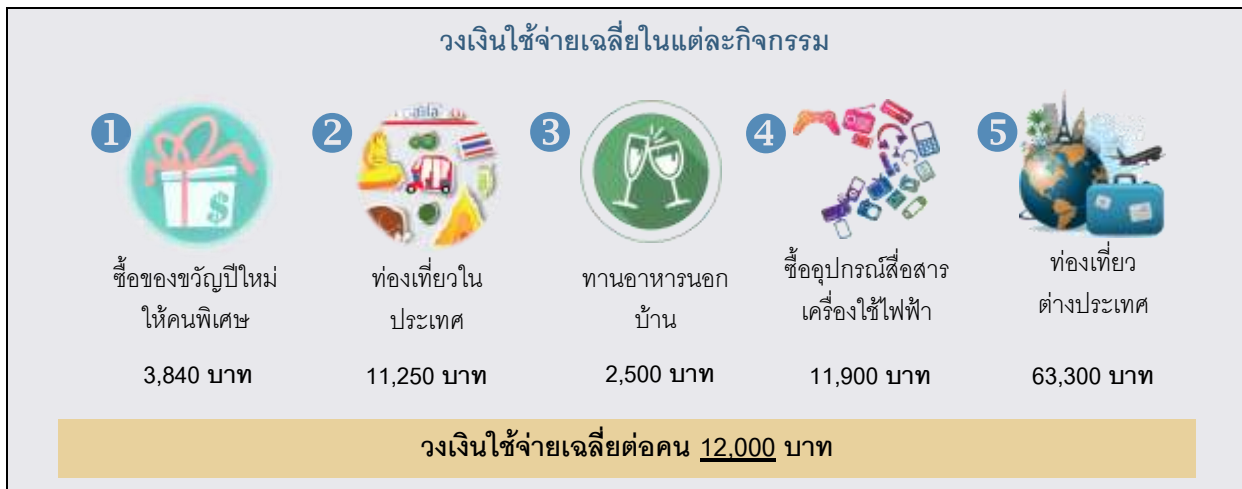 วงเงินใช้จ่ายเฉลี่ยในแต่ละกิจกรรม
1
ซื้อของขวัญปีใหม่
ให้คนพิเศษ
3,840 บาท
2
ท่องเที่ยวใน
ประเทศ
11,250 บาท
3
ทานอาหารนอก
บ้าน
2,500 บาท
4
ซื้ออุปกรณ์สื่อสาร
เครื่องใช้ไฟฟ้า
11,900 บาท
5
ท่องเที่ยว
ต่างประเทศ
63,300 บาท
วงเงินใช้จ่ายเฉลี่ยต่อคน 12,000 บาท